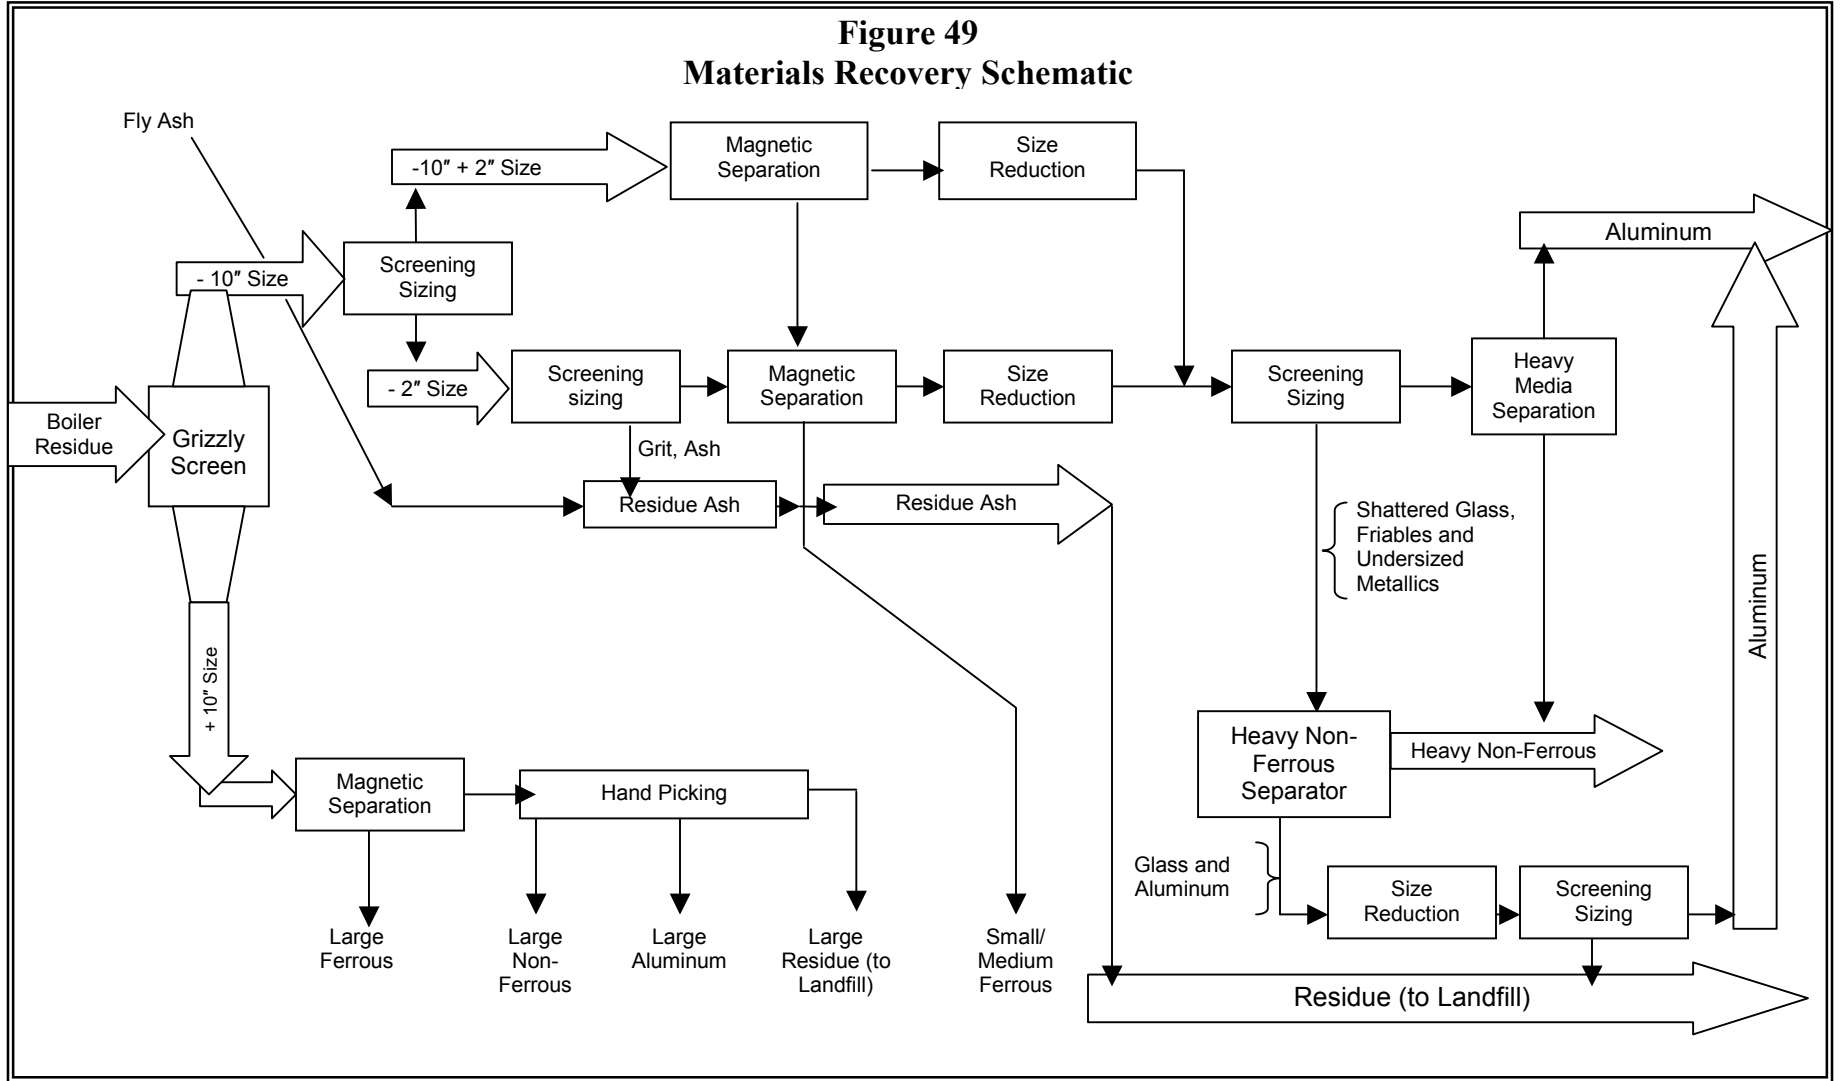 Figure 49
Materials Recovery Schematic
Fly Ash
-10″ + 2″ Size
Magnetic
Separation
Size
Reduction
- 10″ Size
Screening
Sizing
Aluminum
- 2″ Size
Screening
sizing
Magnetic
Separation
Size
Reduction
Screening
Sizing
Heavy
Media
Separation
Boiler
Residue
Grizzly
Screen
Grit, Ash
Residue Ash
Residue Ash
Shattered Glass,
Friables and
Undersized
Metallics
Aluminum
+ 10″ Size
Magnetic
Separation
Hand Picking
Heavy Non-
Ferrous
Separator
Heavy Non-Ferrous
Glass and
Aluminum
Size
Reduction
Screening
Sizing
Large
Ferrous
Large
Non-
Ferrous
Large
Aluminum
Large
Residue (to
Landfill)
Small/
Medium
Ferrous
Residue (to Landfill)